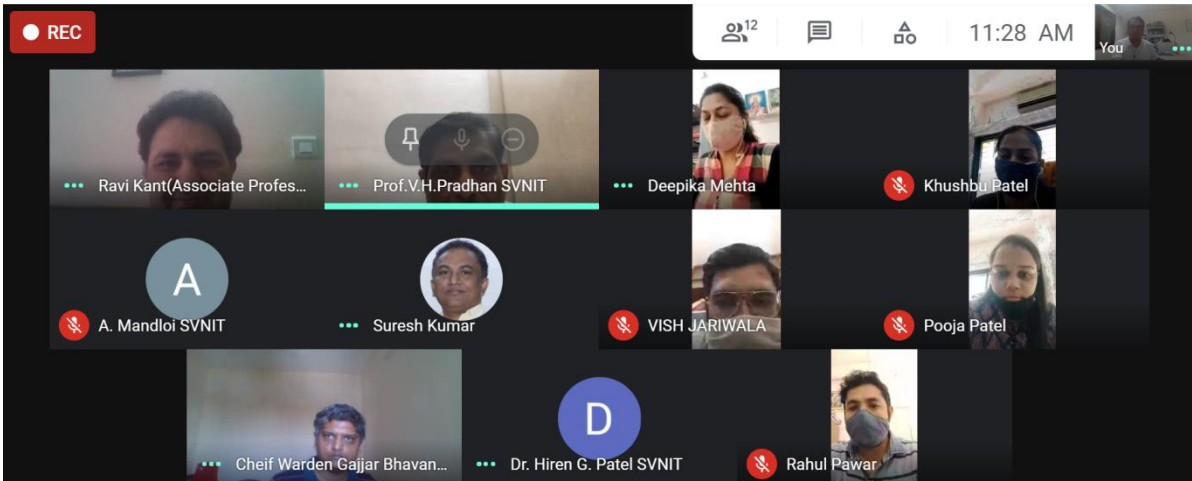 REC
12
11:28 AM
You
Ravi Kant(Associate Profes...
Prof.V.H.Pradhan SVNIT
Deepika Mehta
Khushbu Patel
A
A. Mandloi SVNIT
Suresh Kumar
VISH JARIWALA
Pooja Patel
Cheif Warden Gajjar Bhavan...
D
Dr. Hiren G. Patel SVNIT
Rahul Pawar